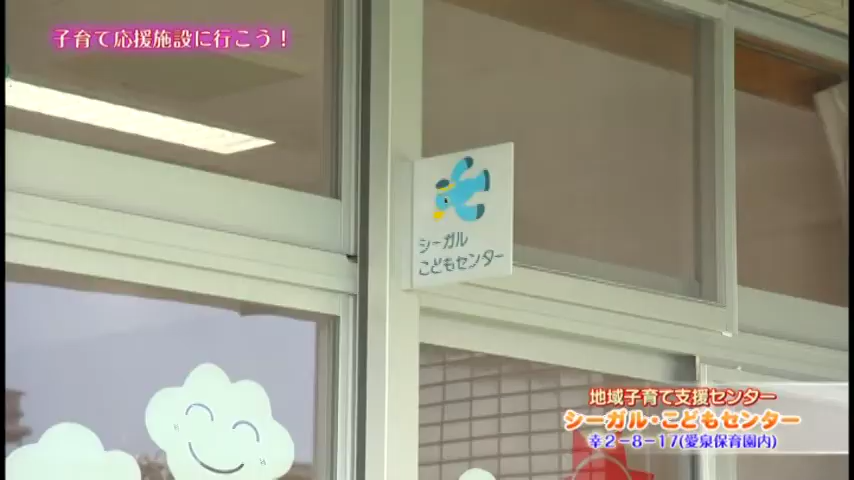 子育て応援施設に行こう!
シーガル
こどもセンター
地域子育て支援センター
シーガル・こどもセンター
幸2-8-17(愛泉保育園内)